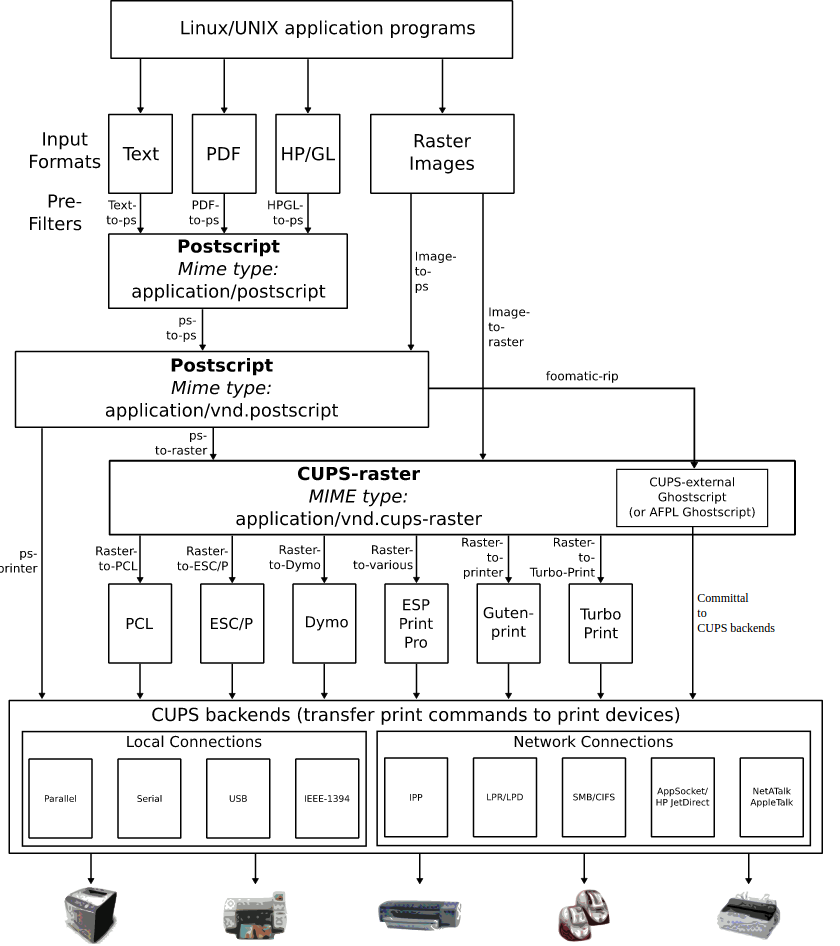 Linux/UNIX application programs
Input
Formats
Text
PDF
HP/GL
Raster
Images
Pre-
Filters
Text-
to-ps
PDF-
to-ps
HPGL-
to-ps
Postscript
Mime type:
application/postscript
Image-
to-
ps
Image-
to-
raster
ps-
to-ps
Postscript
Mime type:
application/vnd.postscript
foomatic-rip
ps-
to-raster
CUPS-raster
MIME type:
application/vnd.cups-raster
CUPS-external
Ghostscript
(or AFPL Ghostscript)
ps-
printer
Raster-
to-PCL
Raster-
to-ESC/P
Raster-
to-Dymo
Raster-
to-various
Raster-
to-
printer
Raster-
to-
Turbo-Print
PCL
ESC/P
Dymo
ESP
Print
Pro
Guten-
print
Turbo
Print
Committal
to
CUPS backends
CUPS backends (transfer print commands to print devices)
Local Connections
Network Connections
Parallel
Serial
USB
IEEE-1394
IPP
LPR/LPD
SMB/CIFS
AppSocket/
HP JetDirect
NetATalk
AppleTalk